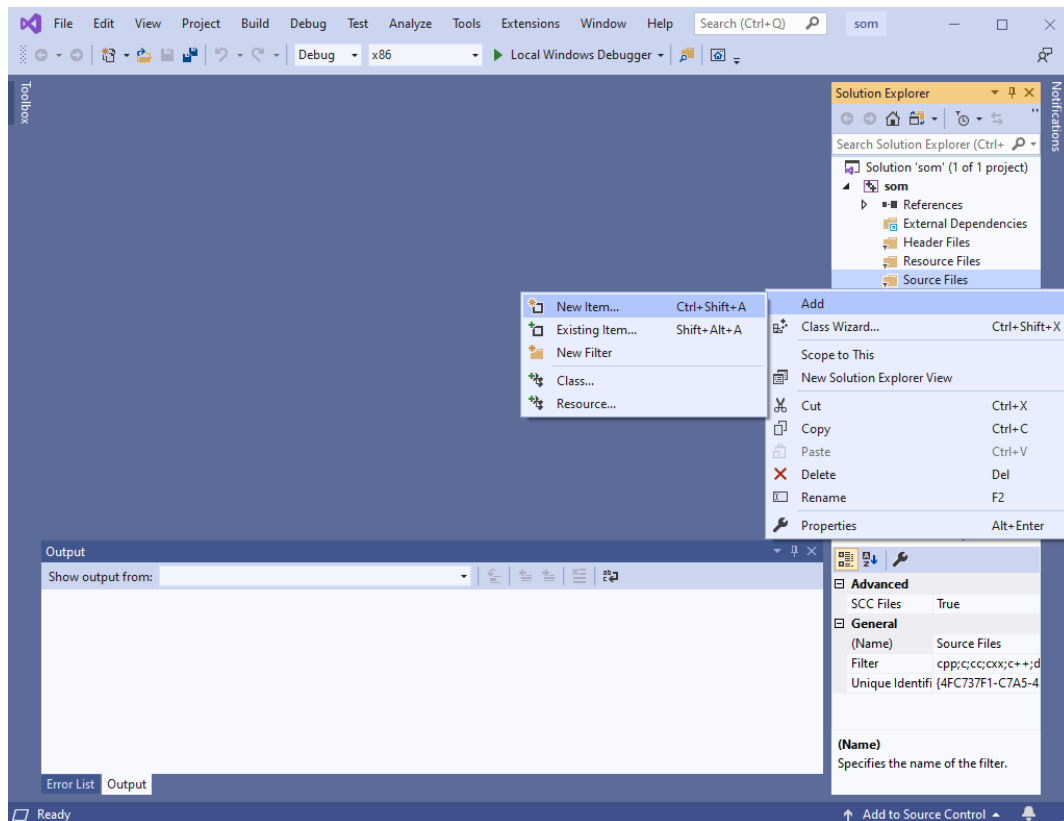 File Edit View Project Build Debug Test Analyze Tools Extensions Window Help Search (Ctrl+Q) som
Debug x86 Local Windows Debugger
Toolbox
Solution Explorer
Notifications
Search Solution Explorer (Ctrl+
Solution 'som' (1 of 1 project)
som
References
External Dependencies
Header Files
Resource Files
Source Files
New Item... Ctrl+Shift+A
Existing Item... Shift+Alt+A
New Filter
Class...
Resource...
Add
Class Wizard... Ctrl+Shift+X
Scope to This
New Solution Explorer View
Cut Ctrl+X
Copy Ctrl+C
Paste Ctrl+V
Delete Del
Rename F2
Properties Alt+Enter
Output
Show output from:
Advanced
SCC Files True
General
(Name) Source Files
Filter cpp;c;cc;cxx;c++;d
Unique Identifi {4FC737F1-C7A5-4
(Name)
Specifies the name of the filter.
Error List Output
Ready Add to Source Control